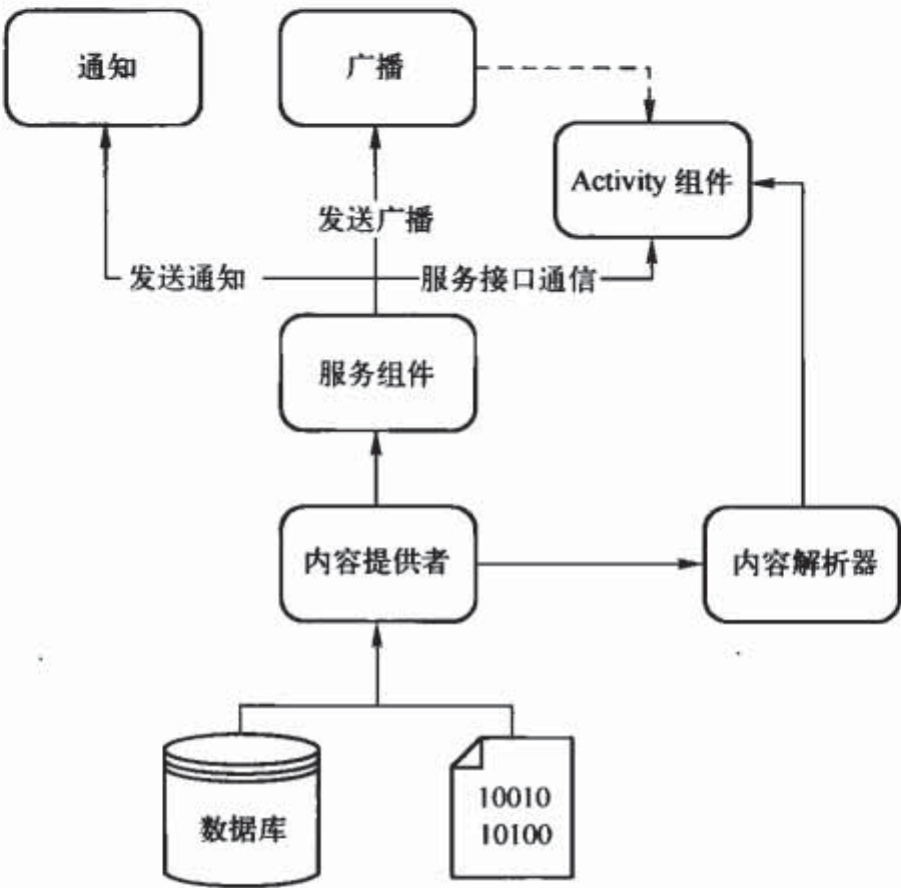 通知
广播
Activity 组件
发送广播
发送通知
服务接口通信
服务组件
内容提供者
内容解析器
数据库
10010
10100